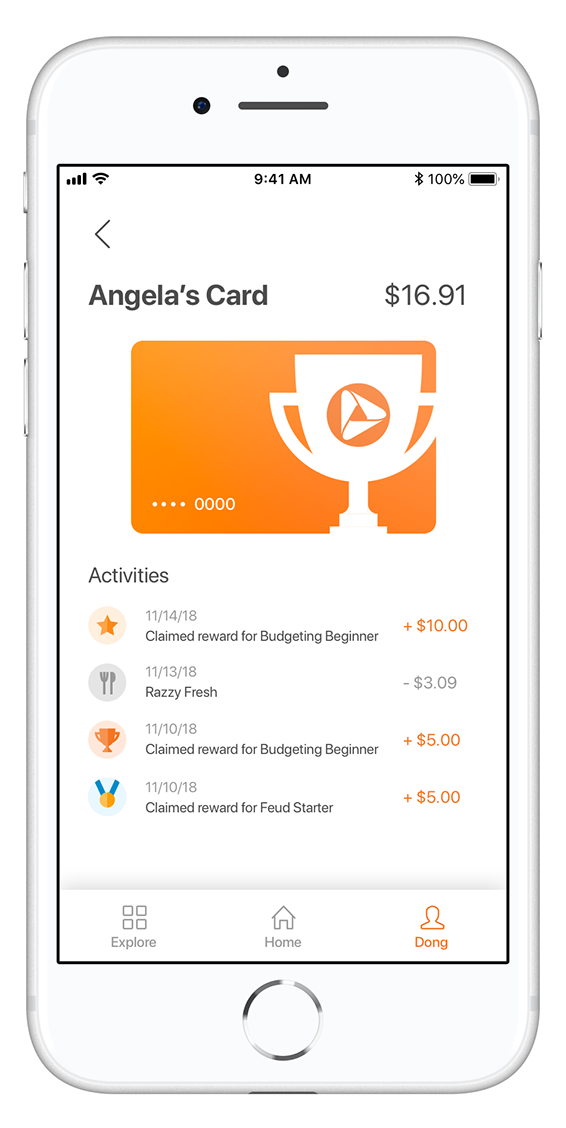 9:41 AM
100%
Angela's Card
$16.91
•••• 0000
Activities
11/14/18
Claimed reward for Budgeting Beginner
+ $10.00
11/13/18
Razzy Fresh
- $3.09
11/10/18
Claimed reward for Budgeting Beginner
+ $5.00
11/10/18
Claimed reward for Feud Starter
+ $5.00
Explore
Home
Dong